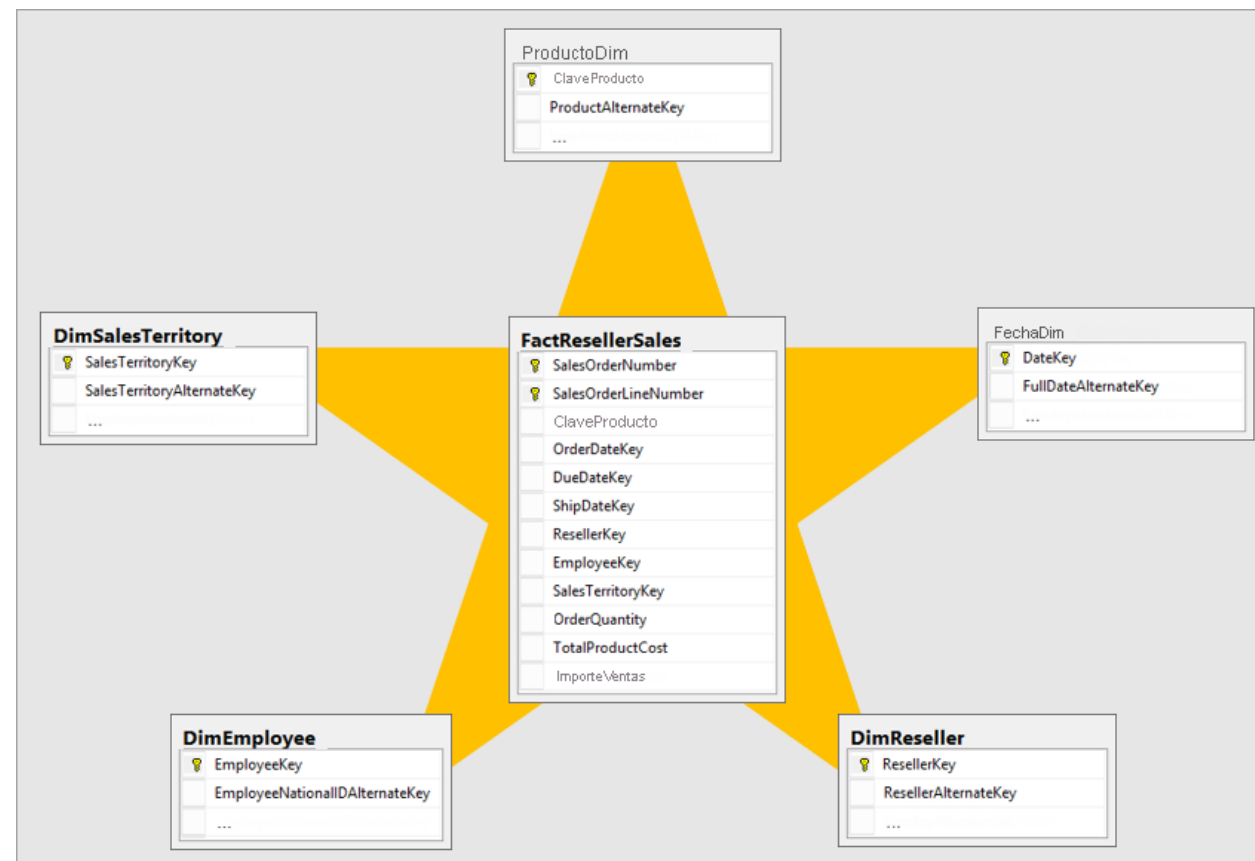 ProductoDim
ClaveProducto
ProductAlternateKey
...
DimSalesTerritory
SalesTerritoryKey
SalesTerritoryAlternateKey
...
FactResellerSales
SalesOrderNumber
SalesOrderLineNumber
ClaveProducto
OrderDateKey
DueDateKey
ShipDateKey
ResellerKey
EmployeeKey
SalesTerritoryKey
OrderQuantity
TotalProductCost
ImporteVentas
FechaDim
DateKey
FullDateAlternateKey
...
DimEmployee
EmployeeKey
EmployeeNationalIDAlternateKey
...
DimReseller
ResellerKey
ResellerAlternateKey
...